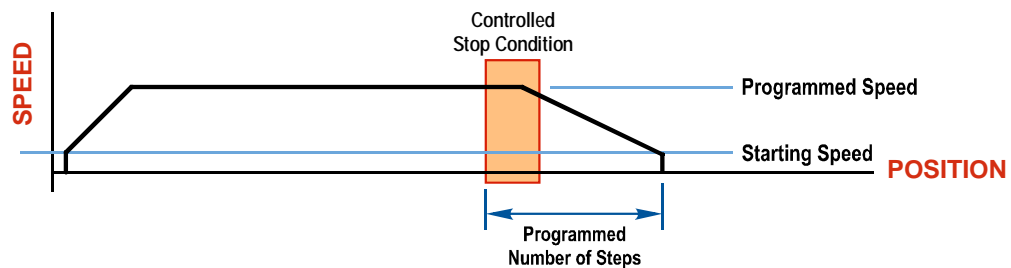 Controlled
Stop Condition
SPEED
Programmed Speed
Starting Speed
POSITION
Programmed
Number of Steps